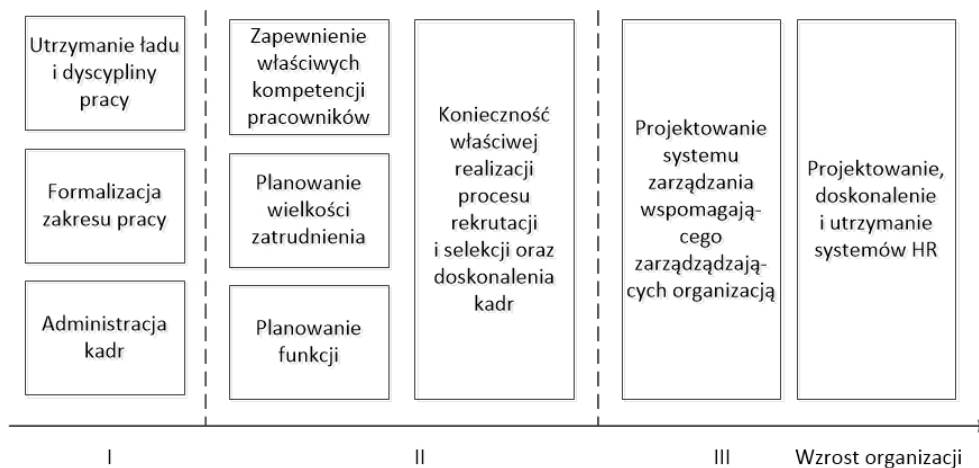 Utrzymanie ładu
i dyscypliny
pracy
Formalizacja
zakresu pracy
Administracja
kadr
Zapewnienie
właściwych
kompetencji
pracowników
Planowanie
wielkości
zatrudnienia
Planowanie
funkcji
Konieczność
właściwej
realizacji
procesu
rekrutacji
i selekcji oraz
doskonalenia
kadr
Projektowanie
systemu
zarządzania
wspomagają-
cego
zarządządzają-
cych organizacją
Projektowanie,
doskonalenie
i utrzymanie
systemów HR
I
II
III
Wzrost organizacji